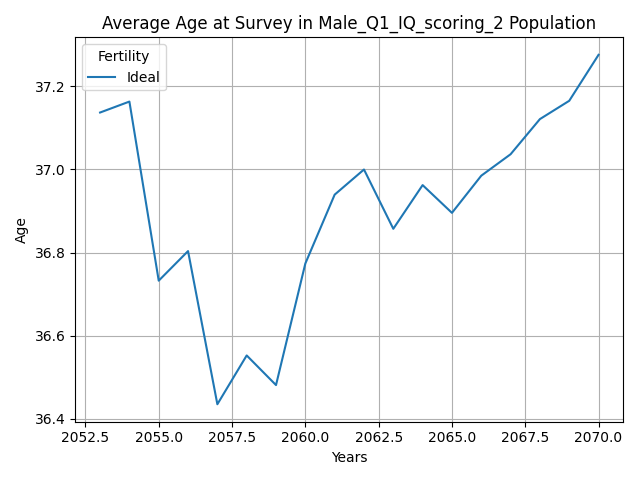 Average Age at Survey in Male_Q1_IQ_scoring_2 Population
Fertility
Ideal
37.2
37.0
36.8
36.6
36.4
Age
2052.5 2055.0 2057.5 2060.0 2062.5 2065.0 2067.5 2070.0
Years